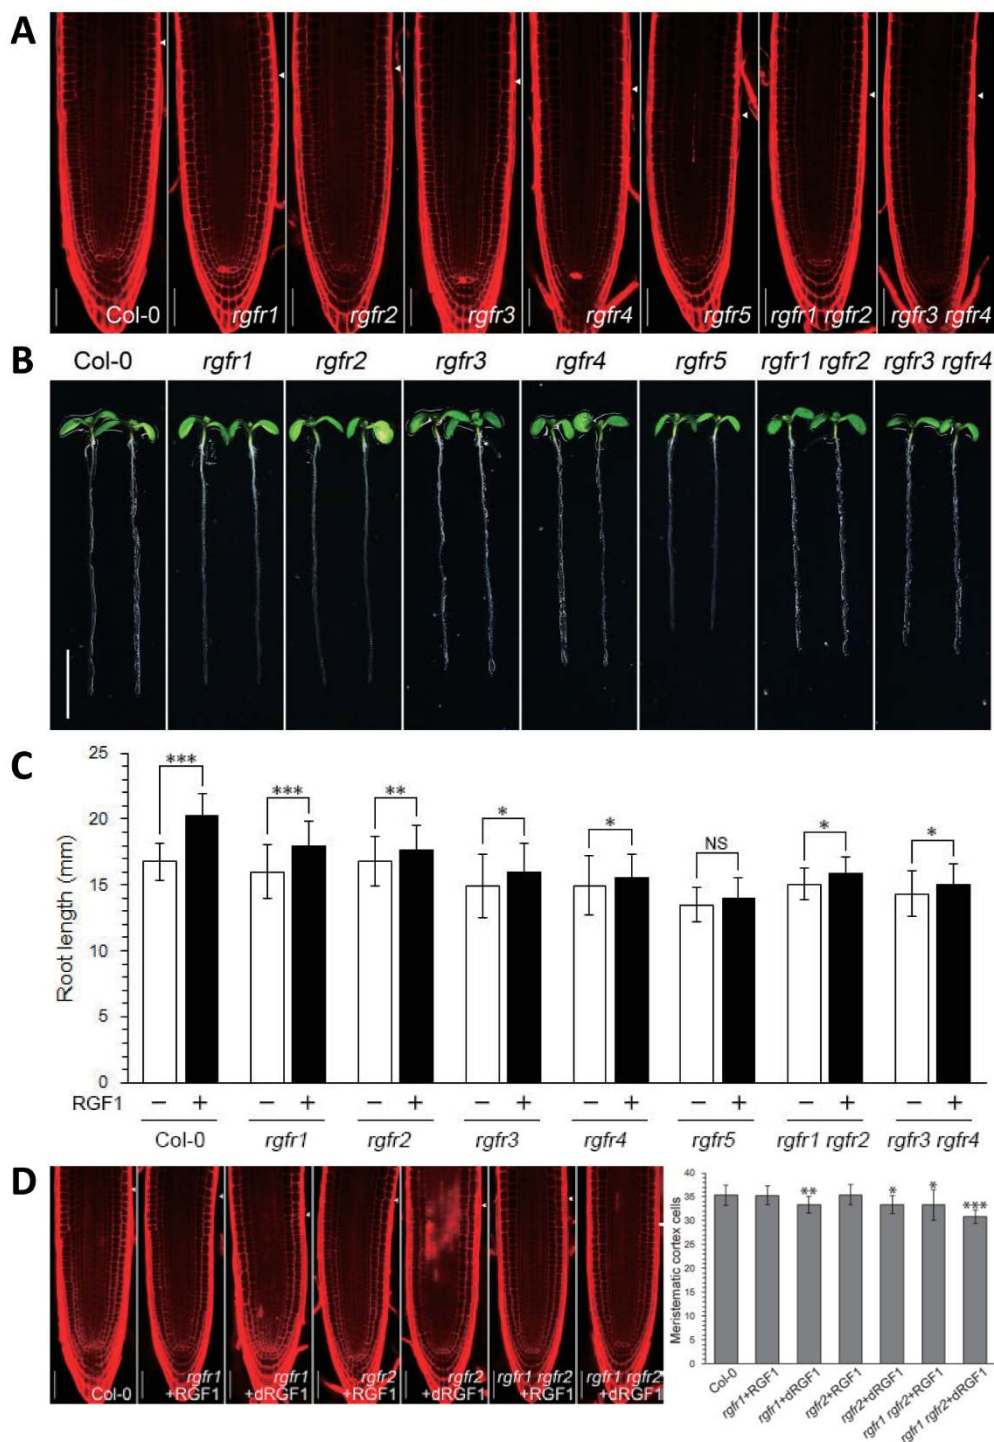 A
Col-0 rgfr1 rgfr2 rgfr3 rgfr4 rgfr5 rgfr1 rgfr2 rgfr3 rgfr4
B
Col-0 rgfr1 rgfr2 rgfr3 rgfr4 rgfr5 rgfr1 rgfr2 rgfr3 rgfr4
C
Root length (mm)
25
20
15
10
5
0
*** *** ** * * NS * *
RGF1 − + − + − + − + − + − + − + − +
Col-0 rgfr1 rgfr2 rgfr3 rgfr4 rgfr5 rgfr1 rgfr2 rgfr3 rgfr4
D
Col-0
rgfr1
+RGF1
rgfr1
+dRGF1
rgfr2
+RGF1
rgfr2
+dRGF1
rgfr1 rgfr2
+RGF1
rgfr1 rgfr2
+dRGF1
Meristematic cortex cells
40
35
30
25
20
15
10
5
0
** * * ***
Col-0
rgfr1+RGF1
rgfr1+dRGF1
rgfr2+RGF1
rgfr2+dRGF1
rgfr1 rgfr2+RGF1
rgfr1 rgfr2+dRGF1